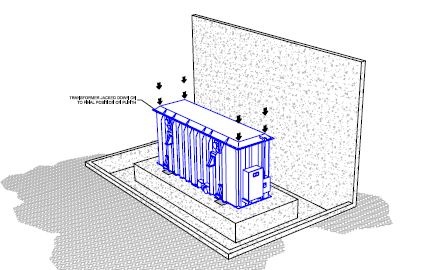 TRANSFORMER JACKED DOWN ON
TO FINAL POSITION ON PLINTH